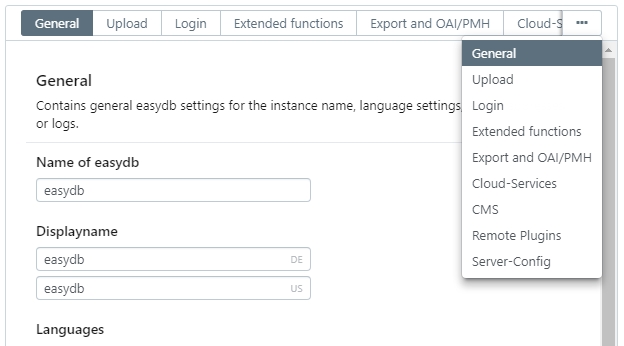 General Upload Login Extended functions Export and OAI/PMH Cloud-S •••
General
Contains general easydb settings for the instance name, language settings,
or logs.
Name of easydb
easydb
Displayname
easydb DE
easydb US
Languages
General
Upload
Login
Extended functions
Export and OAI/PMH
Cloud-Services
CMS
Remote Plugins
Server-Config